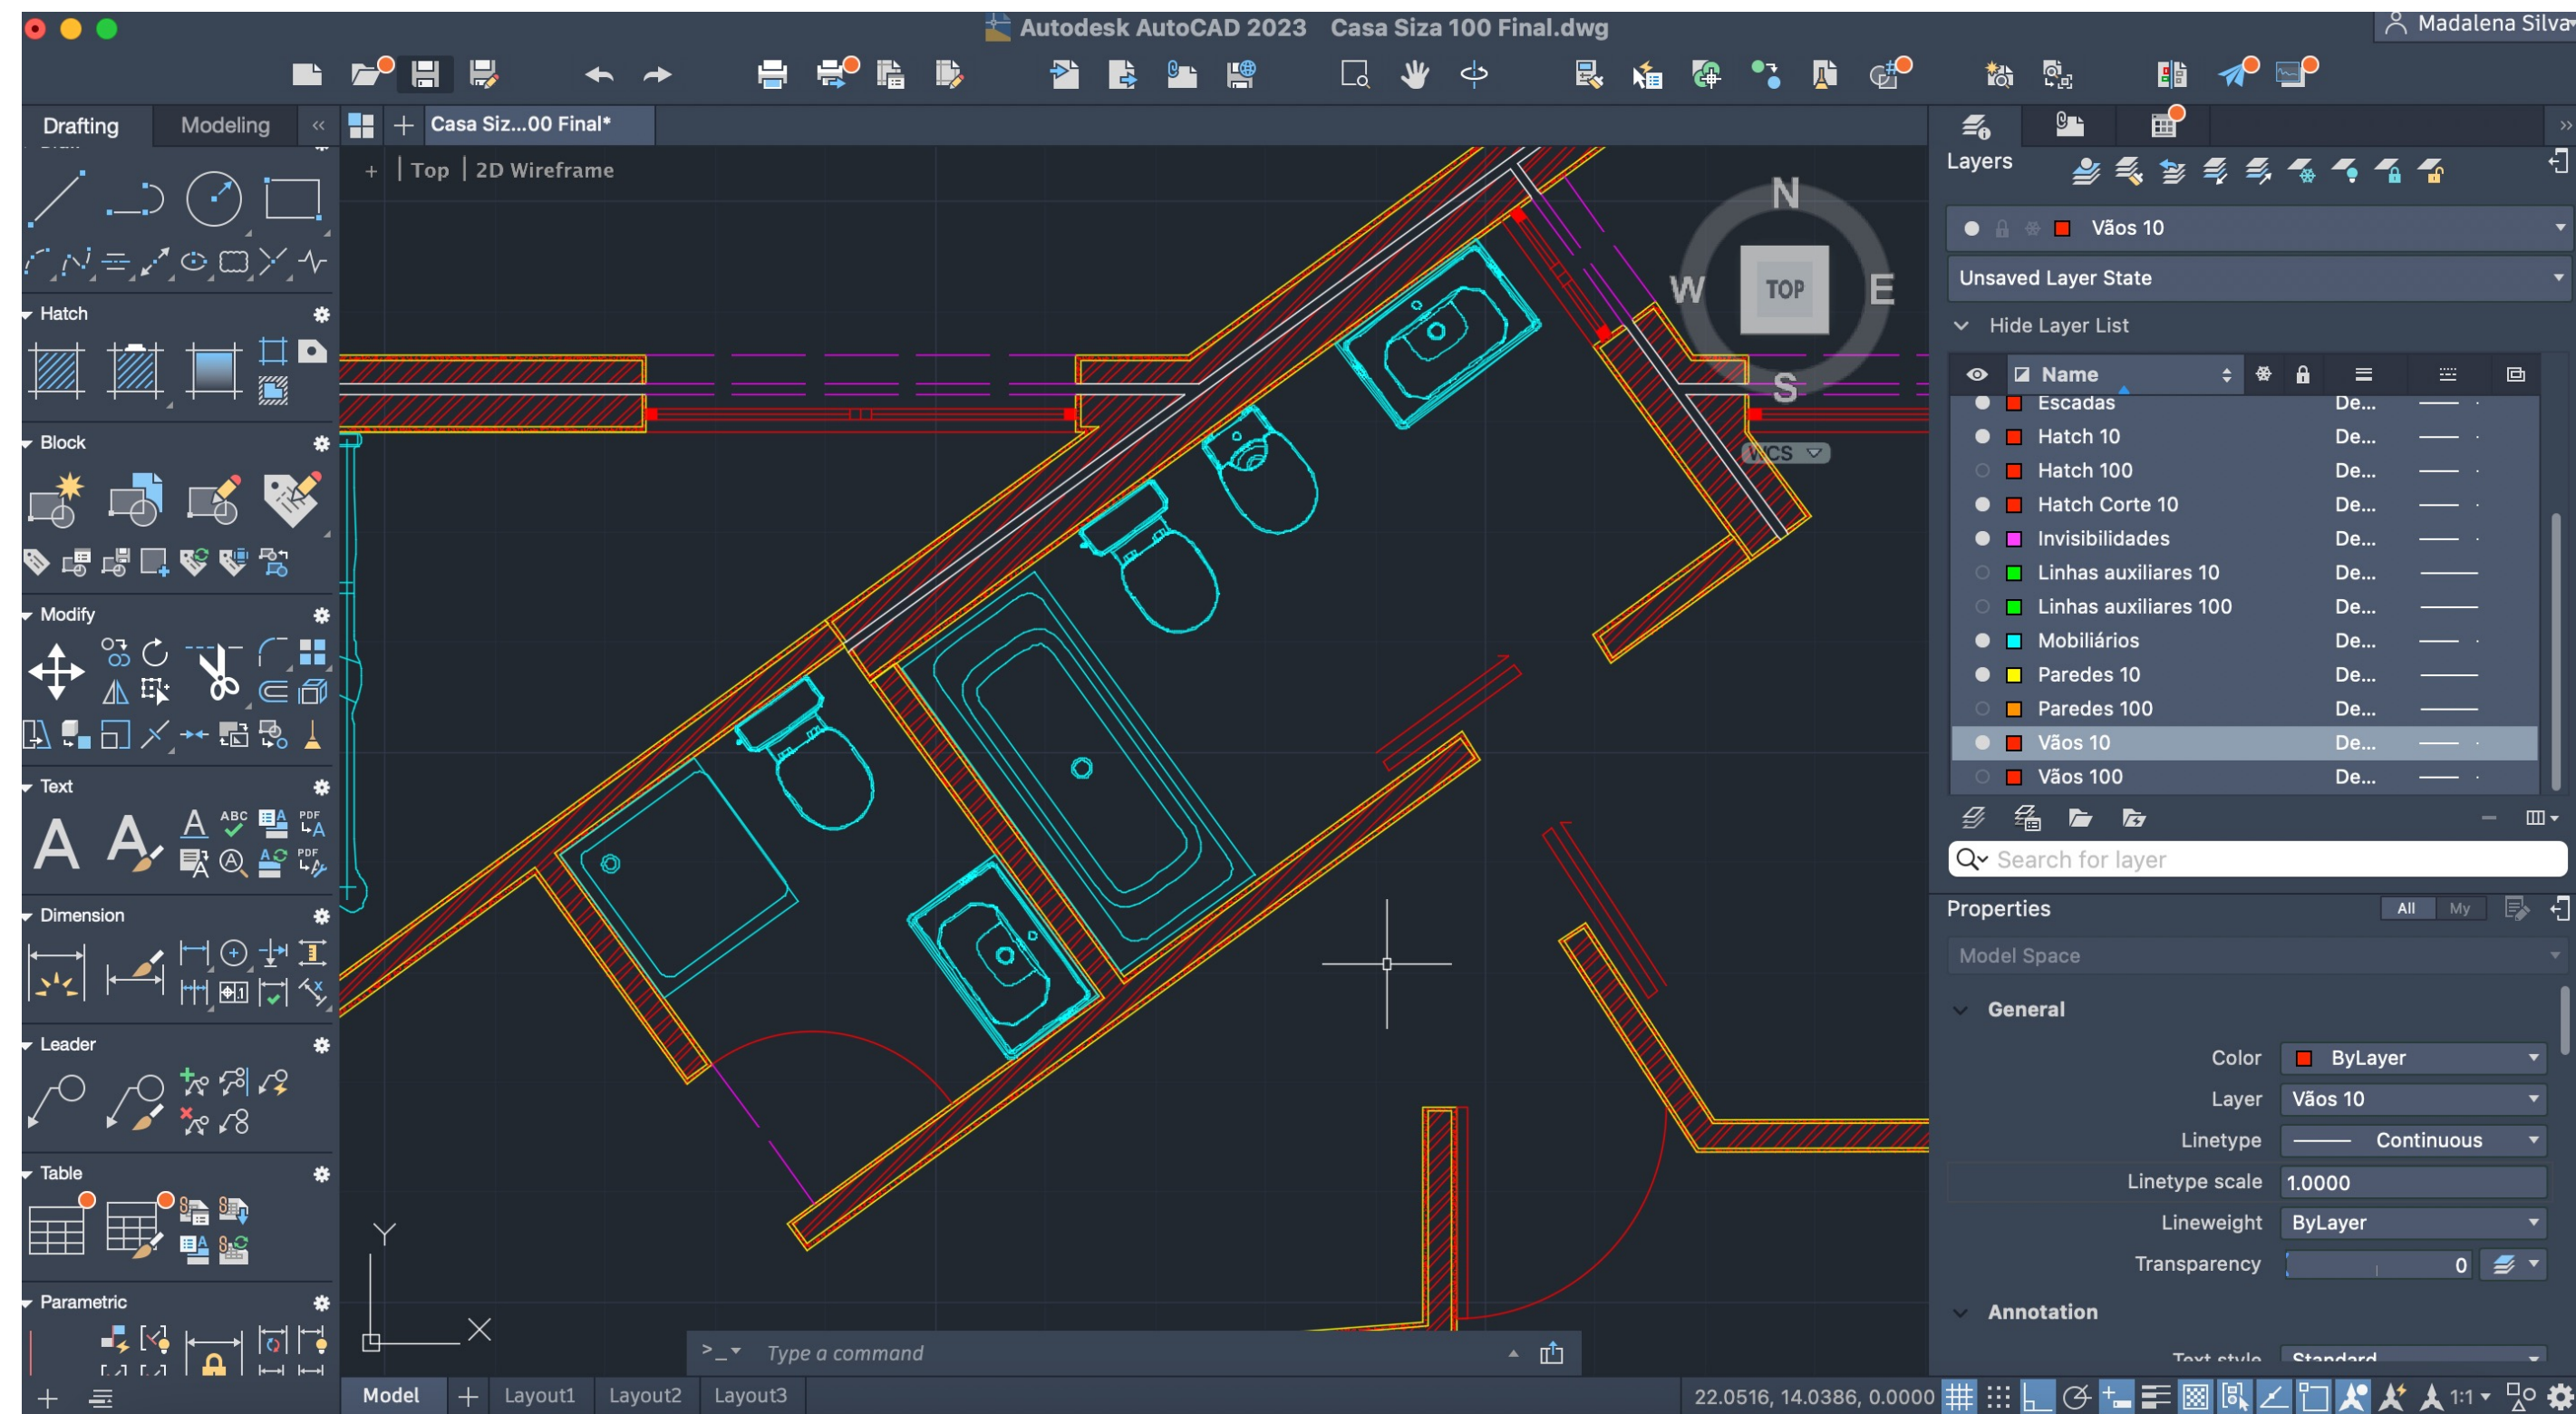 Autodesk AutoCAD 2023 Casa Siza 100 Final.dwg
Madalena Silva
Drafting Modeling
Casa Siz...00 Final*
Top 2D Wireframe
Hatch
Block
Modify
Text
A A A ABC PDF A
A A A PDF
Dimension
Leader
Table
Parametric
N
W TOP E
S
WCS
Y
X
>_ Type a command
Model Layout1 Layout2 Layout3
22.0516, 14.0386, 0.0000
1:1
Layers
Vãos 10
Unsaved Layer State
Hide Layer List
Name
Escadas De...
Hatch 10 De...
Hatch 100 De...
Hatch Corte 10 De...
Invisibilidades De...
Linhas auxiliares 10 De...
Linhas auxiliares 100 De...
Mobiliários De...
Paredes 10 De...
Paredes 100 De...
Vãos 10 De...
Vãos 100 De...
Search for layer
Properties All My
Model Space
General
Color ByLayer
Layer Vãos 10
Linetype Continuous
Linetype scale 1.0000
Lineweight ByLayer
Transparency 0
Annotation
Text style Standard